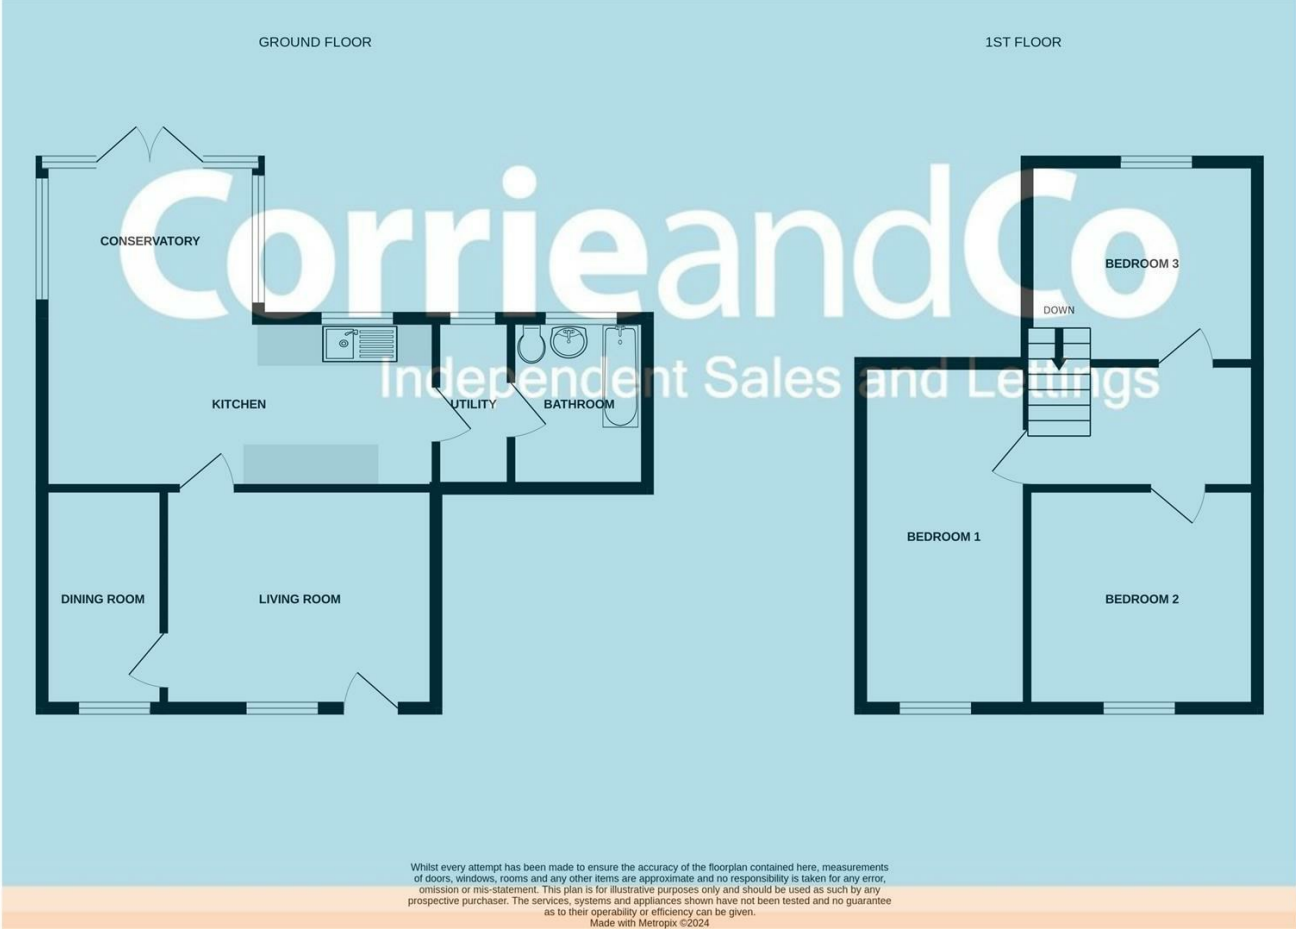 GROUND FLOOR
1ST FLOOR
CorrieandCo
Independent Sales and Lettings
CONSERVATORY
KITCHEN
UTILITY
BATHROOM
DINING ROOM
LIVING ROOM
BEDROOM 3
DOWN
BEDROOM 1
BEDROOM 2
Whilst every attempt has been made to ensure the accuracy of the floorplan contained here, measurements
of doors, windows, rooms and any other items are approximate and no responsibility is taken for any error,
omission or mis-statement. This plan is for illustrative purposes only and should be used as such by any
prospective purchaser. The services, systems and appliances shown have not been tested and no guarantee
as to their operability or efficiency can be given.
Made with Metropix ©2024